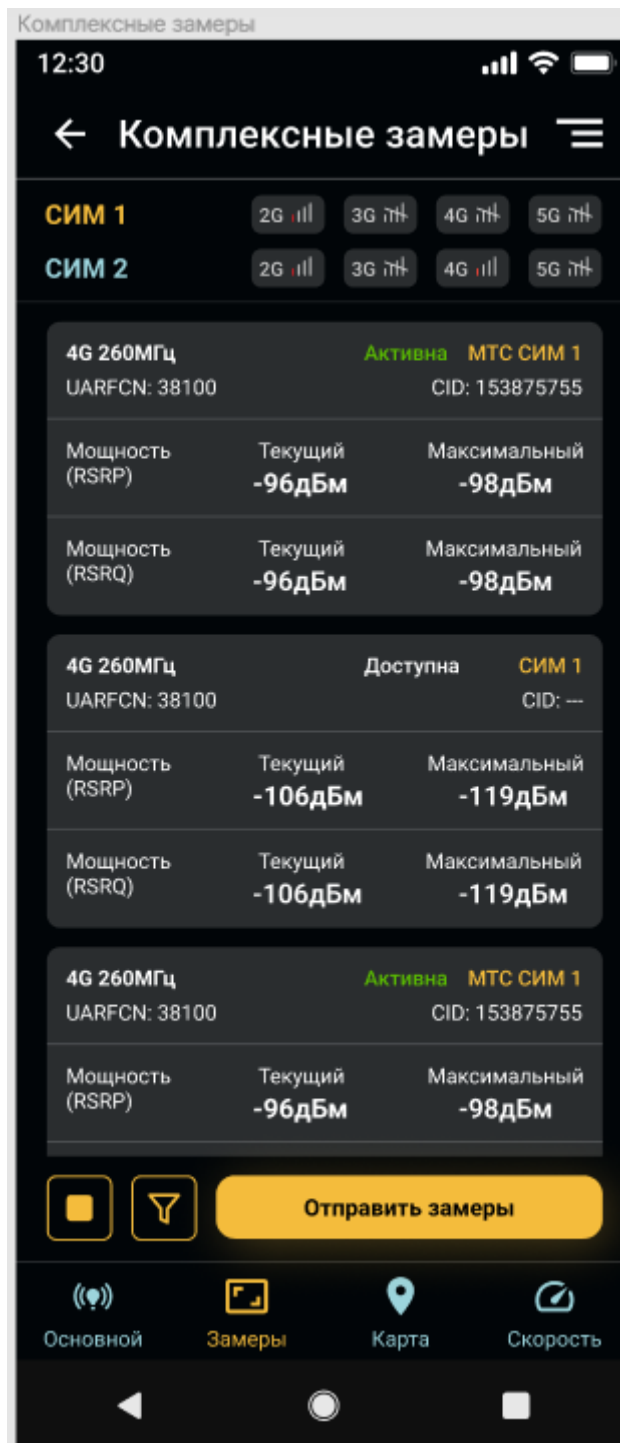 Комплексные замеры
12:30
Комплексные замеры
СИМ 1 2G 3G 4G 5G
СИМ 2 2G 3G 4G 5G
4G 260МГц Активна МТС СИМ 1
UARFCN: 38100 CID: 153875755
Мощность Текущий Максимальный
(RSRP) -96дБм -98дБм
Мощность Текущий Максимальный
(RSRQ) -96дБм -98дБм
4G 260МГц Доступна СИМ 1
UARFCN: 38100 CID: ---
Мощность Текущий Максимальный
(RSRP) -106дБм -119дБм
Мощность Текущий Максимальный
(RSRQ) -106дБм -119дБм
4G 260МГц Активна МТС СИМ 1
UARFCN: 38100 CID: 153875755
Мощность Текущий Максимальный
(RSRP) -96дБм -98дБм
Отправить замеры
Основной Замеры Карта Скорость